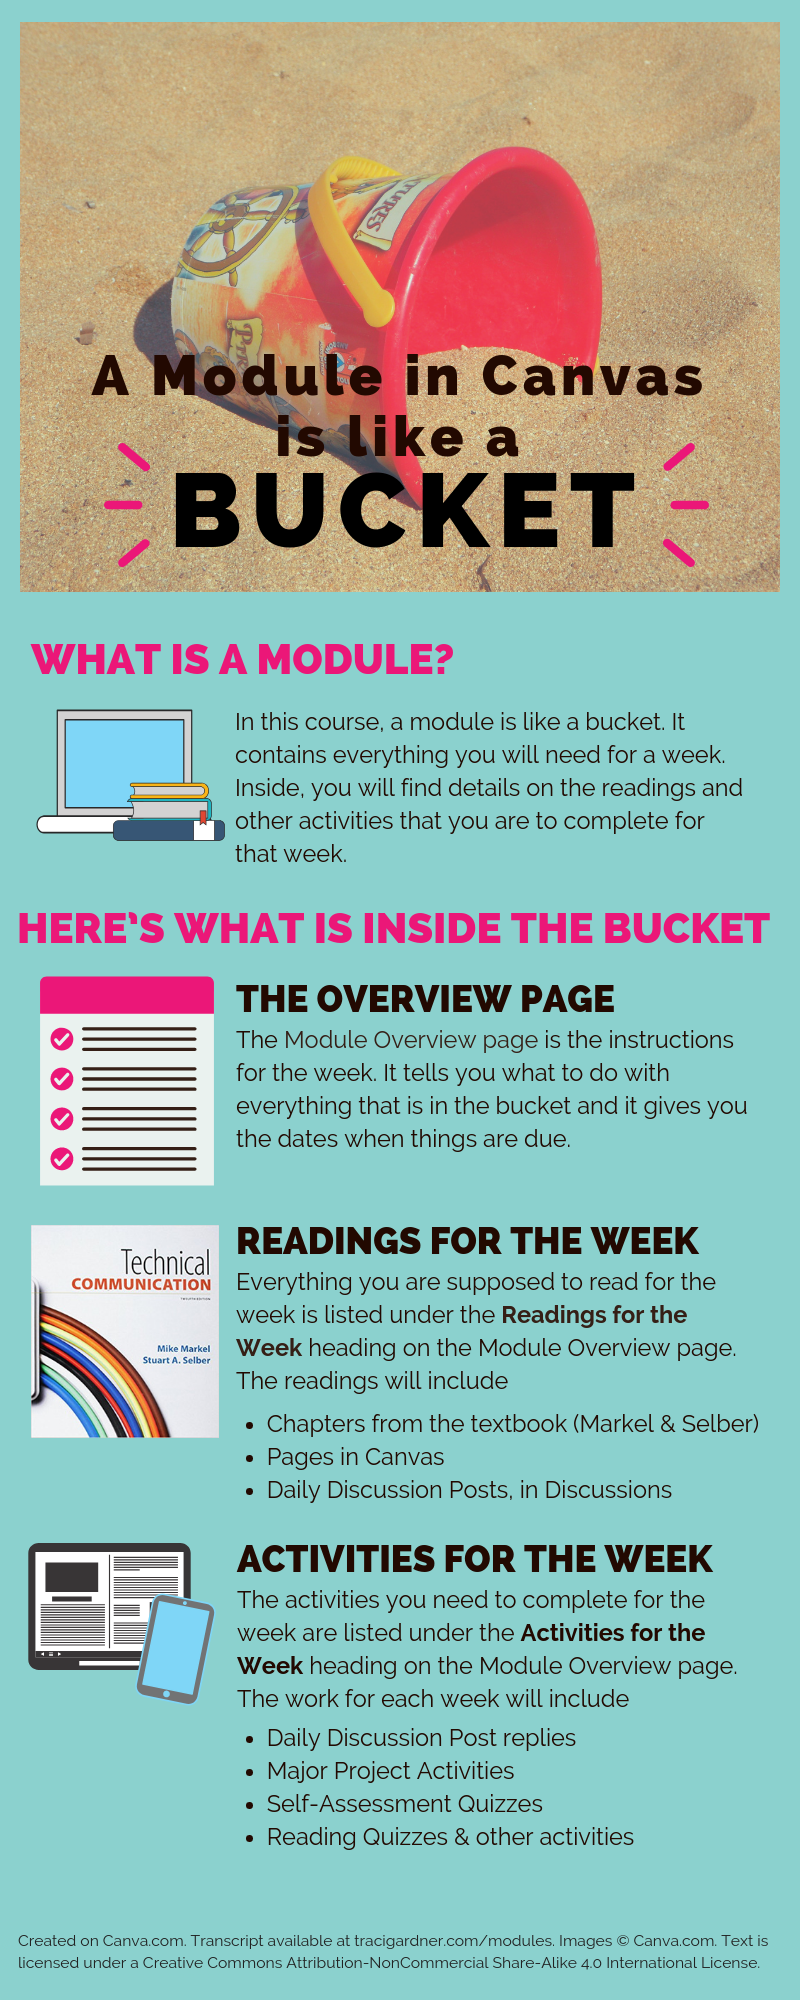 A Module in Canvas
is like a
BUCKET
WHAT IS A MODULE?
In this course, a module is like a bucket. It
contains everything you will need for a week.
Inside, you will find details on the readings and
other activities that you are to complete for
that week.
HERE'S WHAT IS INSIDE THE BUCKET
THE OVERVIEW PAGE
The Module Overview page is the instructions
for the week. It tells you what to do with
everything that is in the bucket and it gives you
the dates when things are due.
Technical
COMMUNICATION
Mike Markel
Stuart A. Selber
READINGS FOR THE WEEK
Everything you are supposed to read for the
week is listed under the Readings for the
Week heading on the Module Overview page.
The readings will include
• Chapters from the textbook (Markel & Selber)
• Pages in Canvas
• Daily Discussion Posts, in Discussions
ACTIVITIES FOR THE WEEK
The activities you need to complete for the
week are listed under the Activities for the
Week heading on the Module Overview page.
The work for each week will include
• Daily Discussion Post replies
• Major Project Activities
• Self-Assessment Quizzes
• Reading Quizzes & other activities
Created on Canva.com. Transcript available at tracigardner.com/modules. Images © Canva.com. Text is
licensed under a Creative Commons Attribution-NonCommercial Share-Alike 4.0 International License.